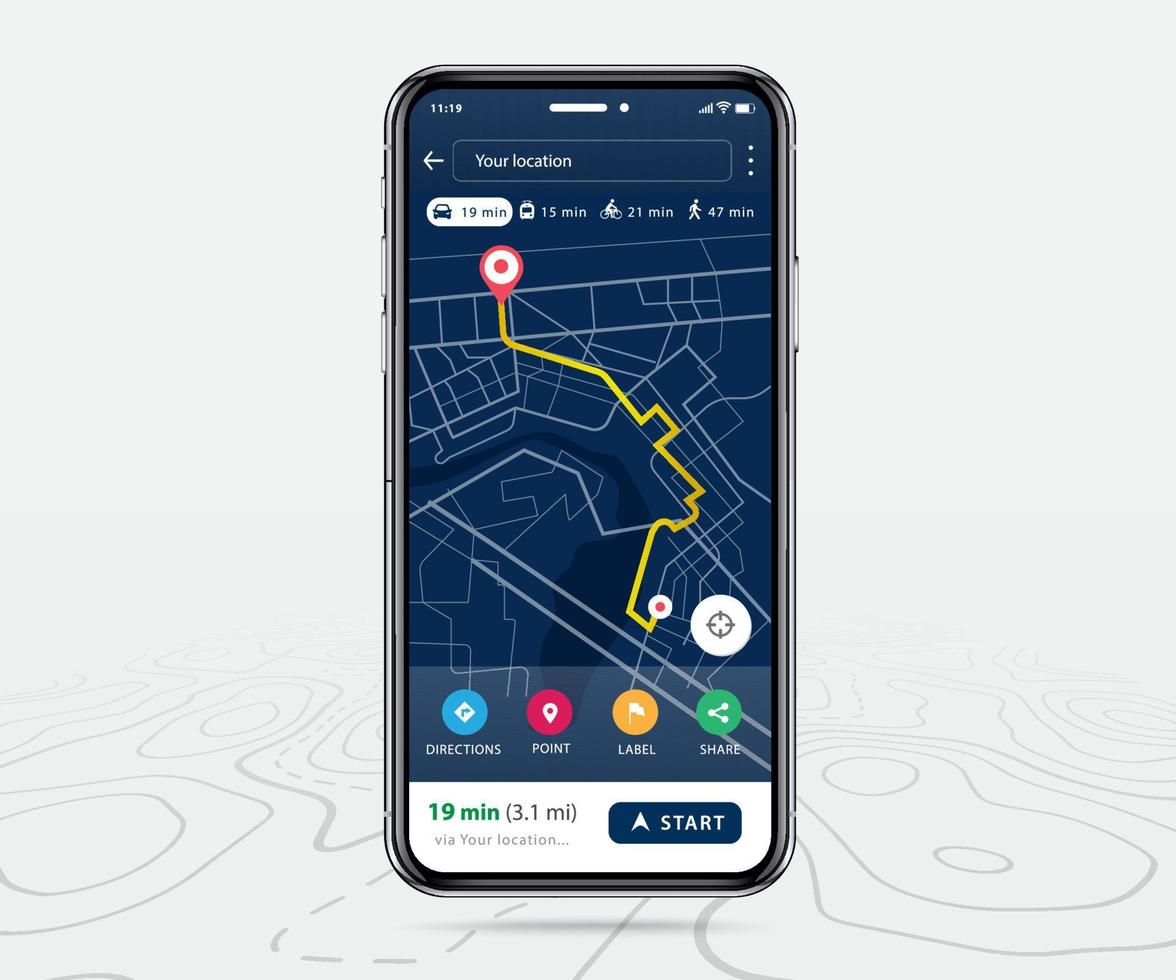 11:19
Your location
19 min 15 min 21 min 47 min
DIRECTIONS POINT LABEL SHARE
19 min (3.1 mi)
via Your location...
START